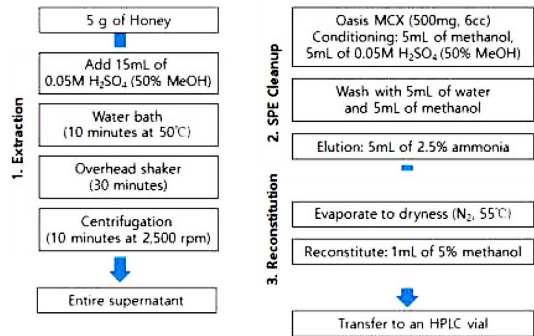 5 g of Honey
1. Extraction
Add 15mL of
0.05M H₂SO₄ (50% MeOH)
Water bath
(10 minutes at 50℃)
Overhead shaker
(30 minutes)
Centrifugation
(10 minutes at 2,500 rpm)
Entire supernatant
2. SPE Cleanup
Oasis MCX (500mg, 6cc)
Conditioning: 5mL of methanol,
5mL of 0.05M H₂SO₄ (50% MeOH)
Wash with 5mL of water
and 5mL of methanol
Elution: 5mL of 2.5% ammonia
3. Reconstitution
Evaporate to dryness (N₂, 55℃)
Reconstitute: 1mL of 5% methanol
Transfer to an HPLC vial